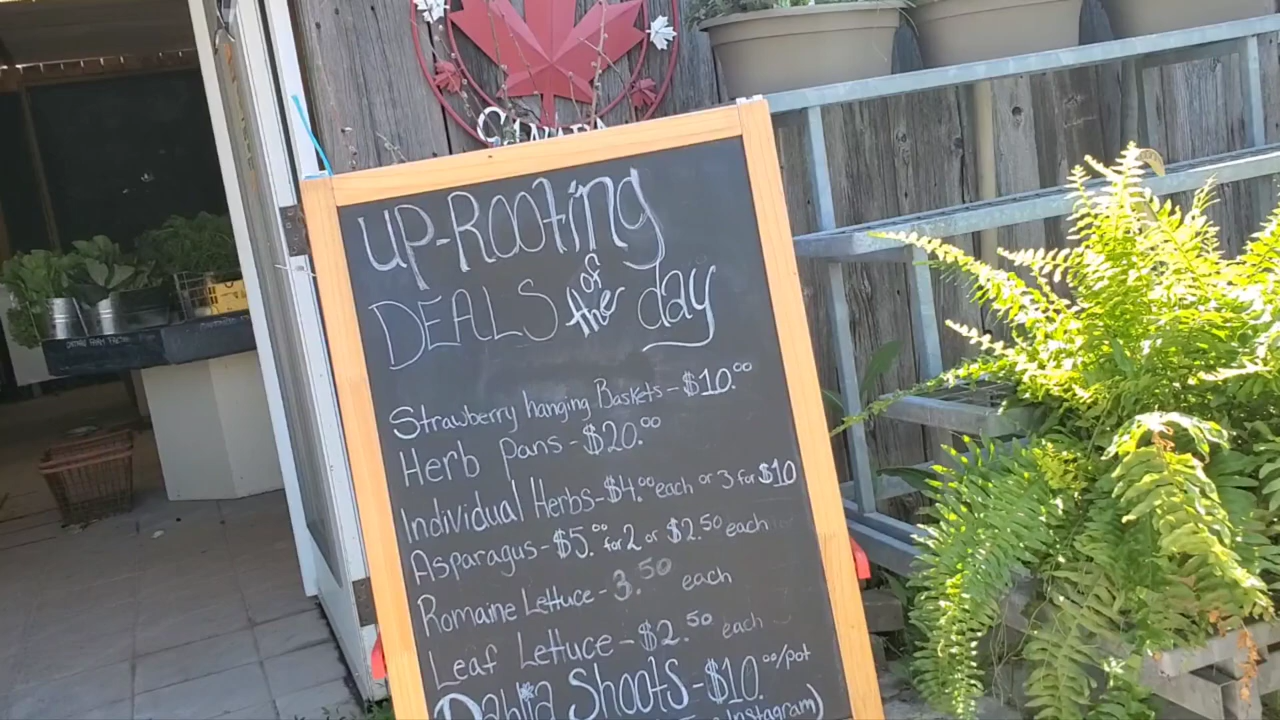 CANADA
UP-ROOting
DEALS of the day
Strawberry hanging Baskets - $10.00
Herb pans - $20.00
Individual Herbs - $4.00 each or 3 for $10
Asparagus - $5.00 for 2 or $2.50 each
Romaine Lettuce - 3.50 each
Leaf Lettuce - $2.50 each
Dahlia Shoots - $10.00/pot
Instagram)